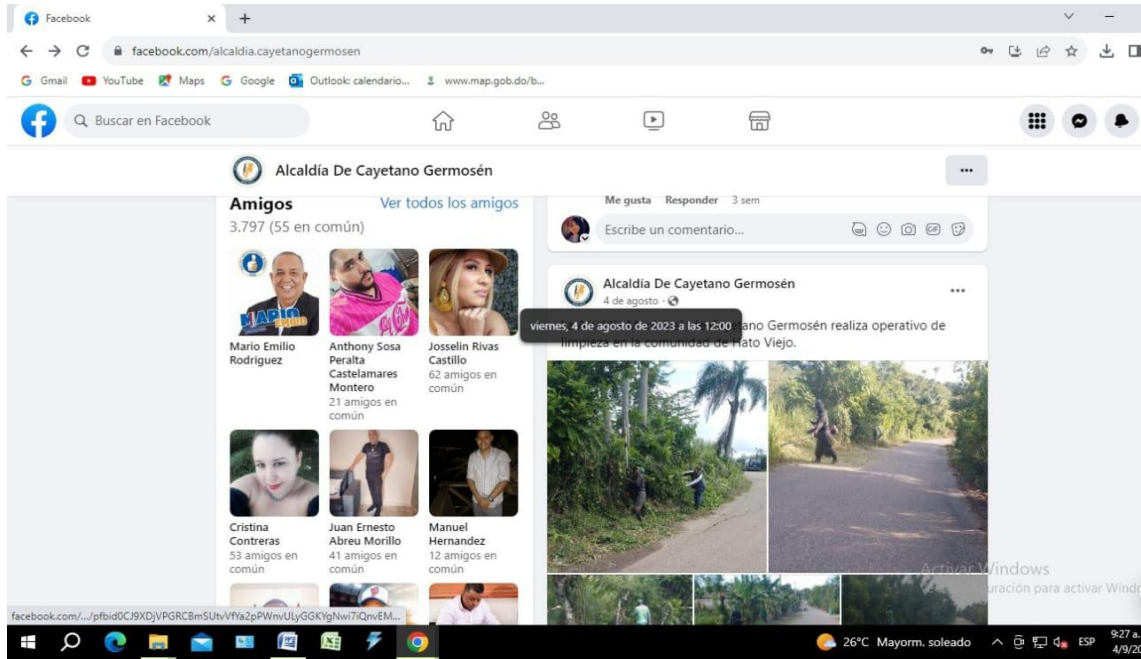 Facebook
facebook.com/alcaldia.cayetanogermosen
Gmail YouTube Maps Google Outlook: calendario... www.map.gob.do/b...
Buscar en Facebook
Alcaldía De Cayetano Germosén
Amigos
Ver todos los amigos
3.797 (55 en común)
MARIO
EMILIO
Mario Emilio
Rodriguez
Anthony Sosa
Peralta
Castelamares
Montero
21 amigos en
común
Josselin Rivas
Castillo
62 amigos en
común
Cristina
Contreras
53 amigos en
común
Juan Ernesto
Abreu Morillo
41 amigos en
común
Manuel
Hernandez
12 amigos en
común
Me gusta Responder 3 sem
Escribe un comentario...
GIF
Alcaldía De Cayetano Germosén
4 de agosto
viernes, 4 de agosto de 2023 a las 12:00
Germosén realiza operativo de
limpieza en la comunidad de Hato Viejo.
Activar Windows
para activar
26°C Mayorm. soleado
ESP
9:27 a.